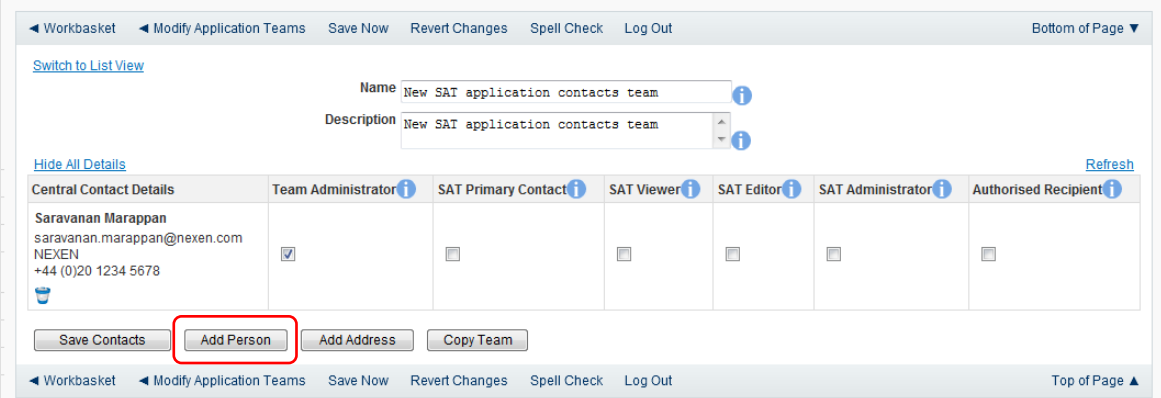 ◄ Workbasket ◄ Modify Application Teams Save Now Revert Changes Spell Check Log Out Bottom of Page ▼
Switch to List View
Name New SAT application contacts team i
Description New SAT application contacts team i
Hide All Details Refresh
Central Contact Details Team Administrator i SAT Primary Contact i SAT Viewer i SAT Editor i SAT Administrator i Authorised Recipient i
Saravanan Marappan
saravanan.marappan@nexen.com
NEXEN
+44 (0)20 1234 5678
Save Contacts Add Person Add Address Copy Team
◄ Workbasket ◄ Modify Application Teams Save Now Revert Changes Spell Check Log Out Top of Page ▲